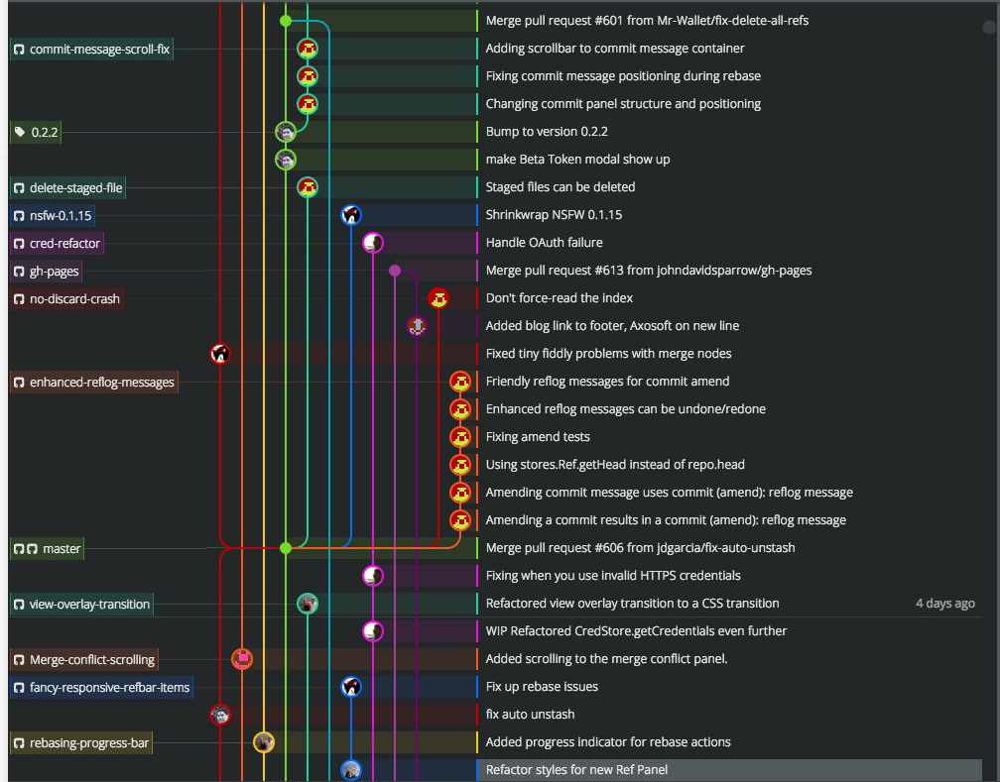 Merge pull request #601 from Mr-Wallet/fix-delete-all-refs
commit-message-scroll-fix Adding scrollbar to commit message container
Fixing commit message positioning during rebase
Changing commit panel structure and positioning
0.2.2 Bump to version 0.2.2
make Beta Token modal show up
delete-staged-file Staged files can be deleted
nsfw-0.1.15 Shrinkwrap NSFW 0.1.15
cred-refactor Handle OAuth failure
gh-pages Merge pull request #613 from johndavidsparrow/gh-pages
no-discard-crash Don't force-read the index
Added blog link to footer, Axosoft on new line
Fixed tiny fiddly problems with merge nodes
enhanced-reflog-messages Friendly reflog messages for commit amend
Enhanced reflog messages can be undone/redone
Fixing amend tests
Using stores.Ref.getHead instead of repo.head
Amending commit message uses commit (amend): reflog message
Amending a commit results in a commit (amend): reflog message
master Merge pull request #606 from jdgarcia/fix-auto-unstash
Fixing when you use invalid HTTPS credentials
view-overlay-transition Refactored view overlay transition to a CSS transition 4 days ago
WIP Refactored CredStore.getCredentials even further
Merge-conflict-scrolling Added scrolling to the merge conflict panel.
fancy-responsive-refbar-items Fix up rebase issues
fix auto unstash
rebasing-progress-bar Added progress indicator for rebase actions
Refactor styles for new Ref Panel